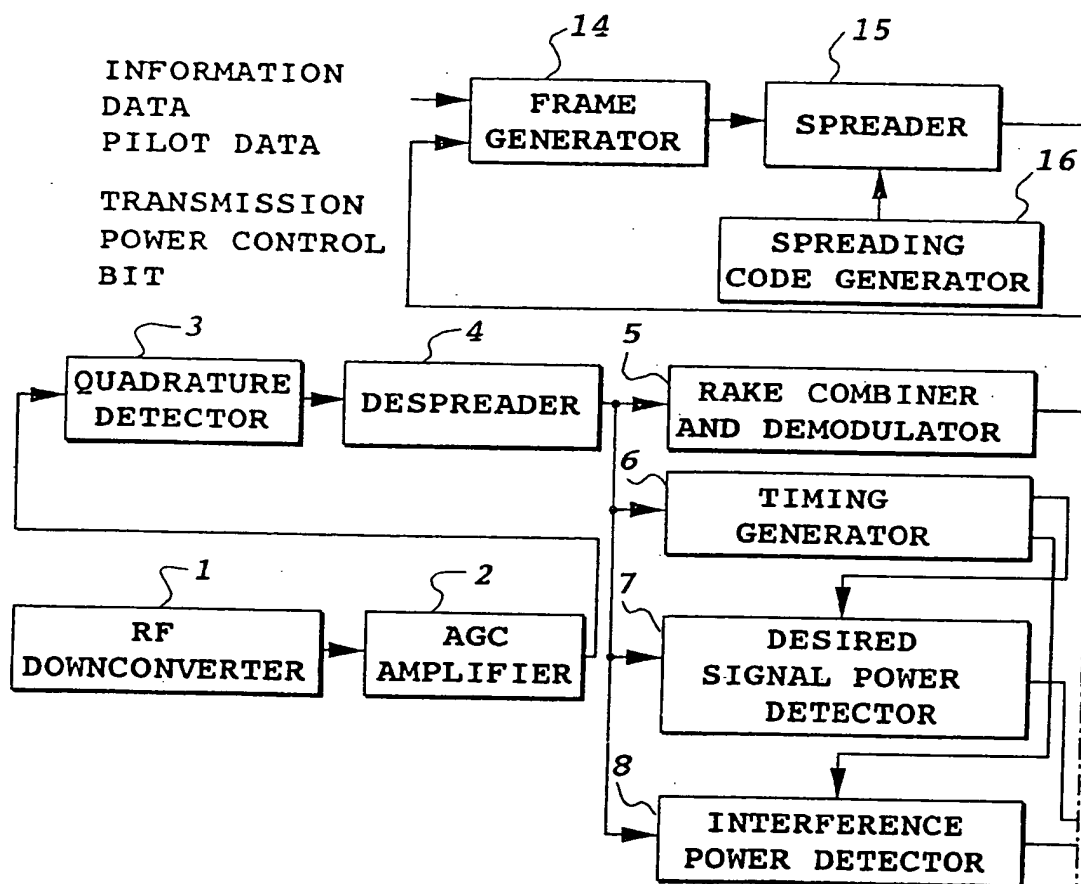 14
15
INFORMATION
DATA
PILOT DATA
FRAME
GENERATOR
SPREADER
16
TRANSMISSION
POWER CONTROL
BIT
SPREADING
CODE GENERATOR
3
4
5
QUADRATURE
DETECTOR
DESPREADER
RAKE COMBINER
AND DEMODULATOR
6
TIMING
GENERATOR
1
2
7
RF
DOWNCONVERTER
AGC
AMPLIFIER
DESIRED
SIGNAL POWER
DETECTOR
8
INTERFERENCE
POWER DETECTOR